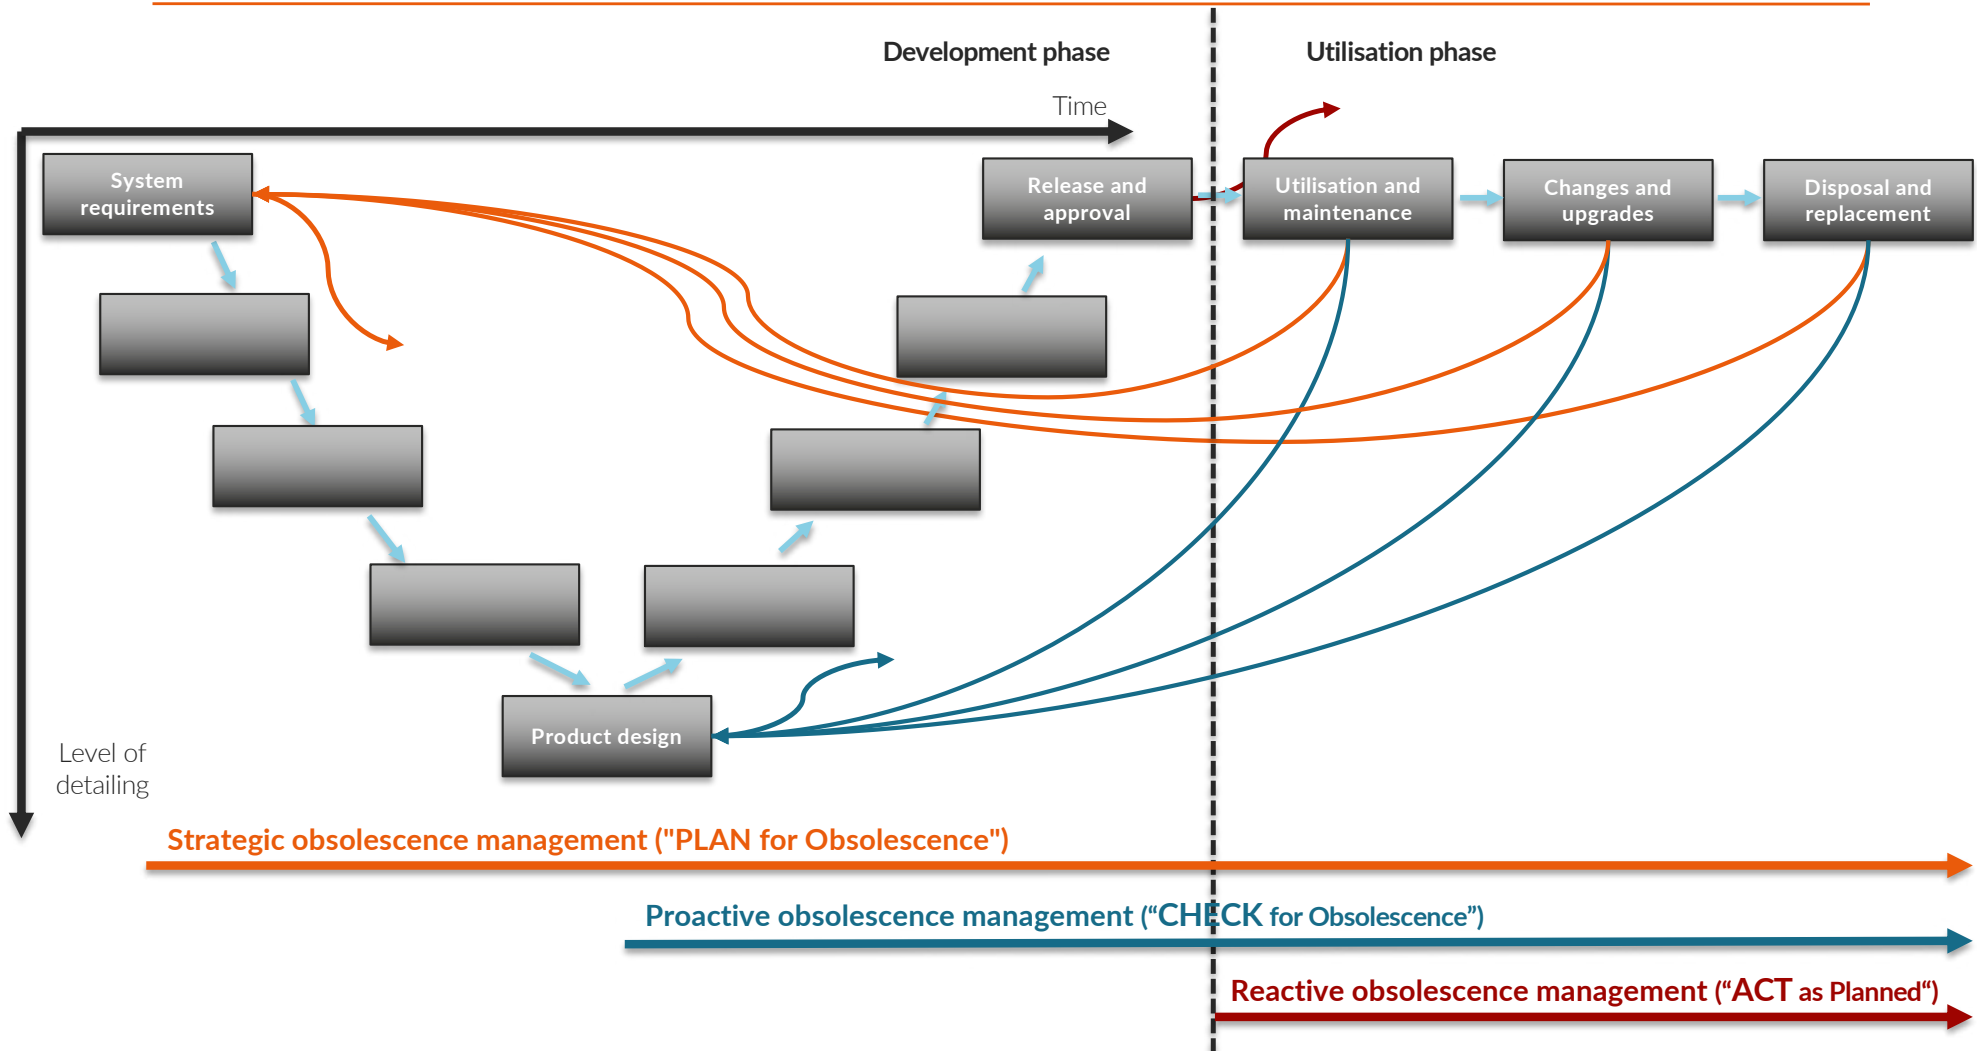 Development phase
Utilisation phase
Time
System
requirements
Release and
approval
Utilisation and
maintenance
Changes and
upgrades
Disposal and
replacement
Product design
Level of
detailing
Strategic obsolescence management ("PLAN for Obsolescence")
Proactive obsolescence management (“CHECK for Obsolescence”)
Reactive obsolescence management (“ACT as Planned“)